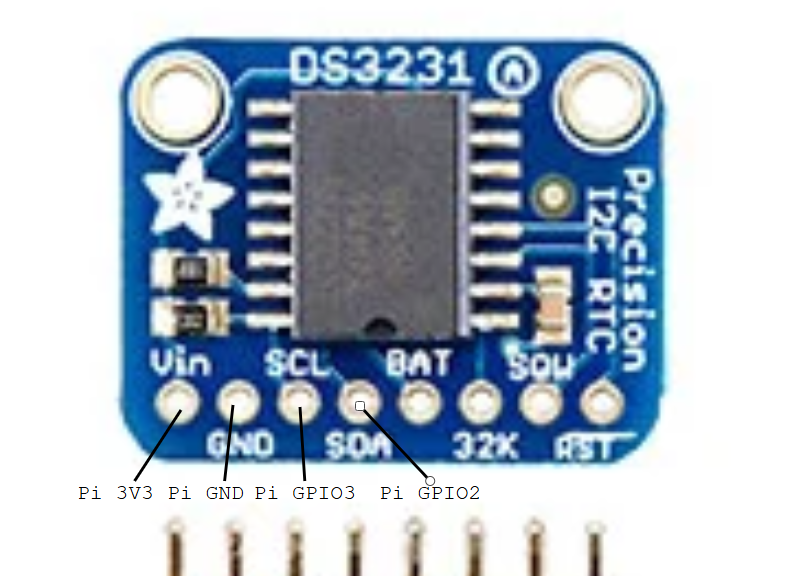 DS3231
Precision
I2C RTC
Vin SCL BAT SQW
GND SDA 32K RST
Pi 3V3 Pi GND Pi GPIO3 Pi GPIO2